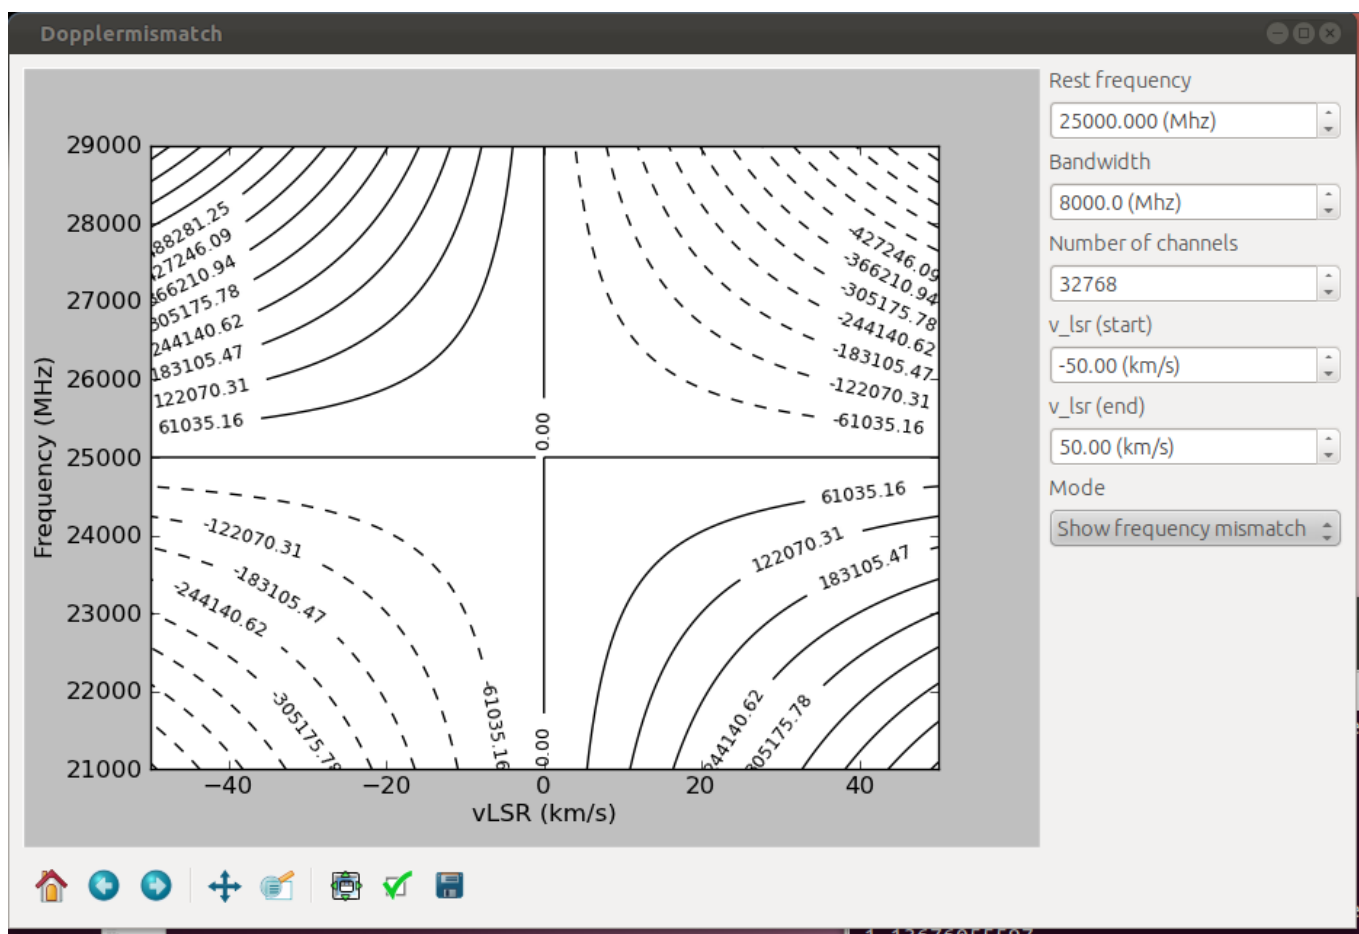 Dopplermismatch
Rest frequency
25000.000 (Mhz)
Bandwidth
8000.0 (Mhz)
Number of channels
32768
v_lsr (start)
-50.00 (km/s)
v_lsr (end)
50.00 (km/s)
Mode
Show frequency mismatch
Frequency (MHz)
29000
28000
27000
26000
25000
24000
23000
22000
21000
88281.25
427246.09
366210.94
305175.78
244140.62
183105.47
122070.31
61035.16
0.00
-427246.09
-366210.94
-305175.78
-244140.62
-183105.47
-122070.31
-61035.16
-122070.31
-183105.47
-244140.62
-305175.78
-61035.16
0.00
61035.16
122070.31
183105.47
244140.62
305175.78
−40 −20 0 20 40
vLSR (km/s)